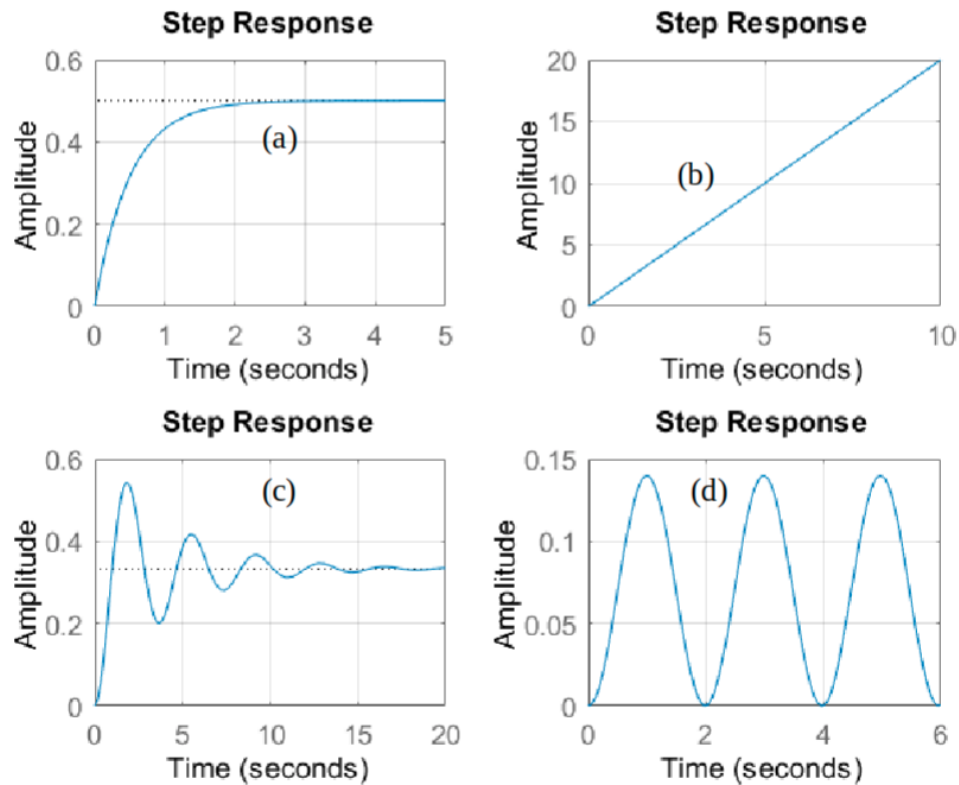 Step Response
0.6
0.4
0.2
0
Amplitude
(a)
0 1 2 3 4 5
Time (seconds)
Step Response
20
15
10
5
0
Amplitude
(b)
0 5 10
Time (seconds)
Step Response
0.6
0.4
0.2
0
Amplitude
(c)
0 5 10 15 20
Time (seconds)
Step Response
0.15
0.1
0.05
0
Amplitude
(d)
0 2 4 6
Time (seconds)